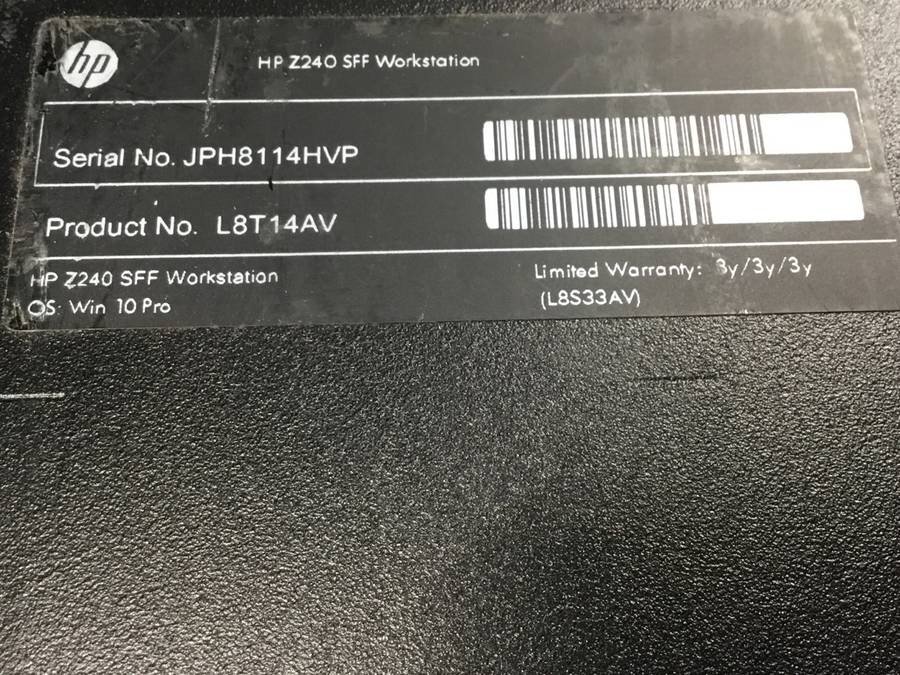 hp
HP Z240 SFF Workstation
Serial No. JPH8114HVP
Product No. L8T14AV
HP Z240 SFF Workstation
OS: Win 10 Pro
Limited Warranty: 3y/3y/3y
(L8S33AV)